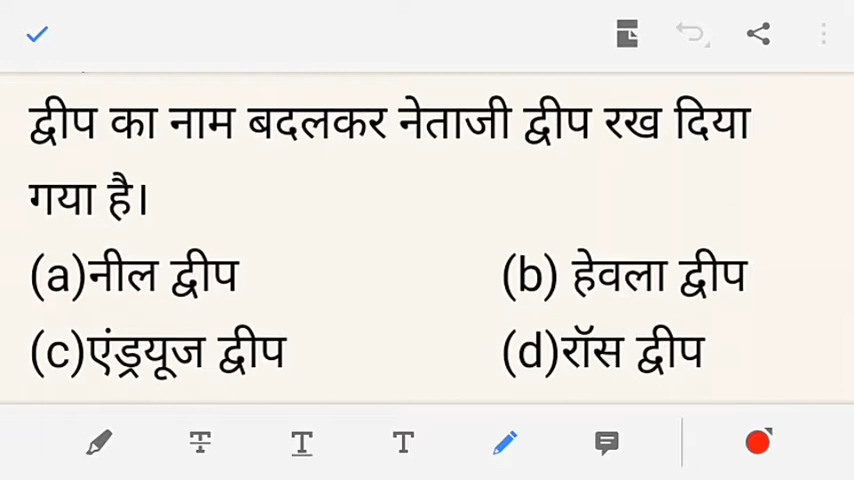 द्वीप का नाम बदलकर नेताजी द्वीप रख दिया
गया है।
(a)नील द्वीप (b) हेवला द्वीप
(c)एंड्रयूज द्वीप (d)रॉस द्वीप
T T T